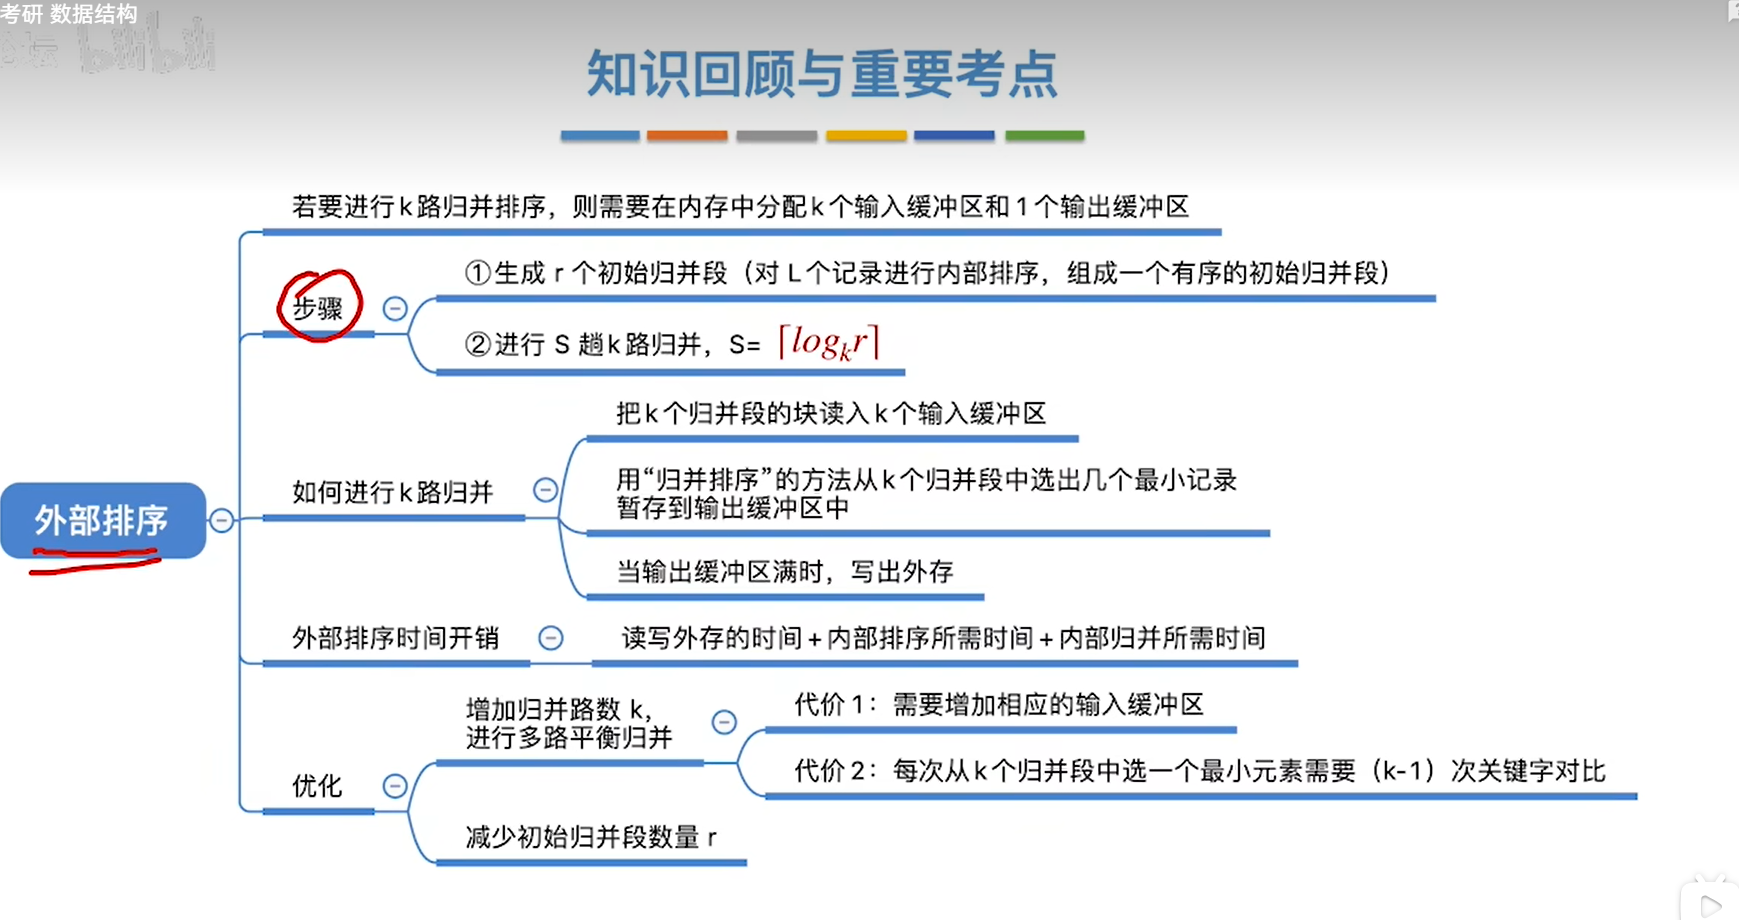 考研 数据结构
论坛 bilibili
知识回顾与重要考点
若要进行k路归并排序，则需要在内存中分配k个输入缓冲区和1个输出缓冲区
步骤
①生成 r 个初始归并段（对 L个记录进行内部排序，组成一个有序的初始归并段）
②进行 S 趟k路归并，S= ⌈logₖr⌉
把k个归并段的块读入k个输入缓冲区
如何进行k路归并
用“归并排序”的方法从k个归并段中选出几个最小记录
暂存到输出缓冲区中
当输出缓冲区满时，写出外存
外部排序
外部排序时间开销
读写外存的时间+内部排序所需时间+内部归并所需时间
增加归并路数 k，
进行多路平衡归并
代价1：需要增加相应的输入缓冲区
代价2：每次从k个归并段中选一个最小元素需要（k-1）次关键字对比
优化
减少初始归并段数量 r